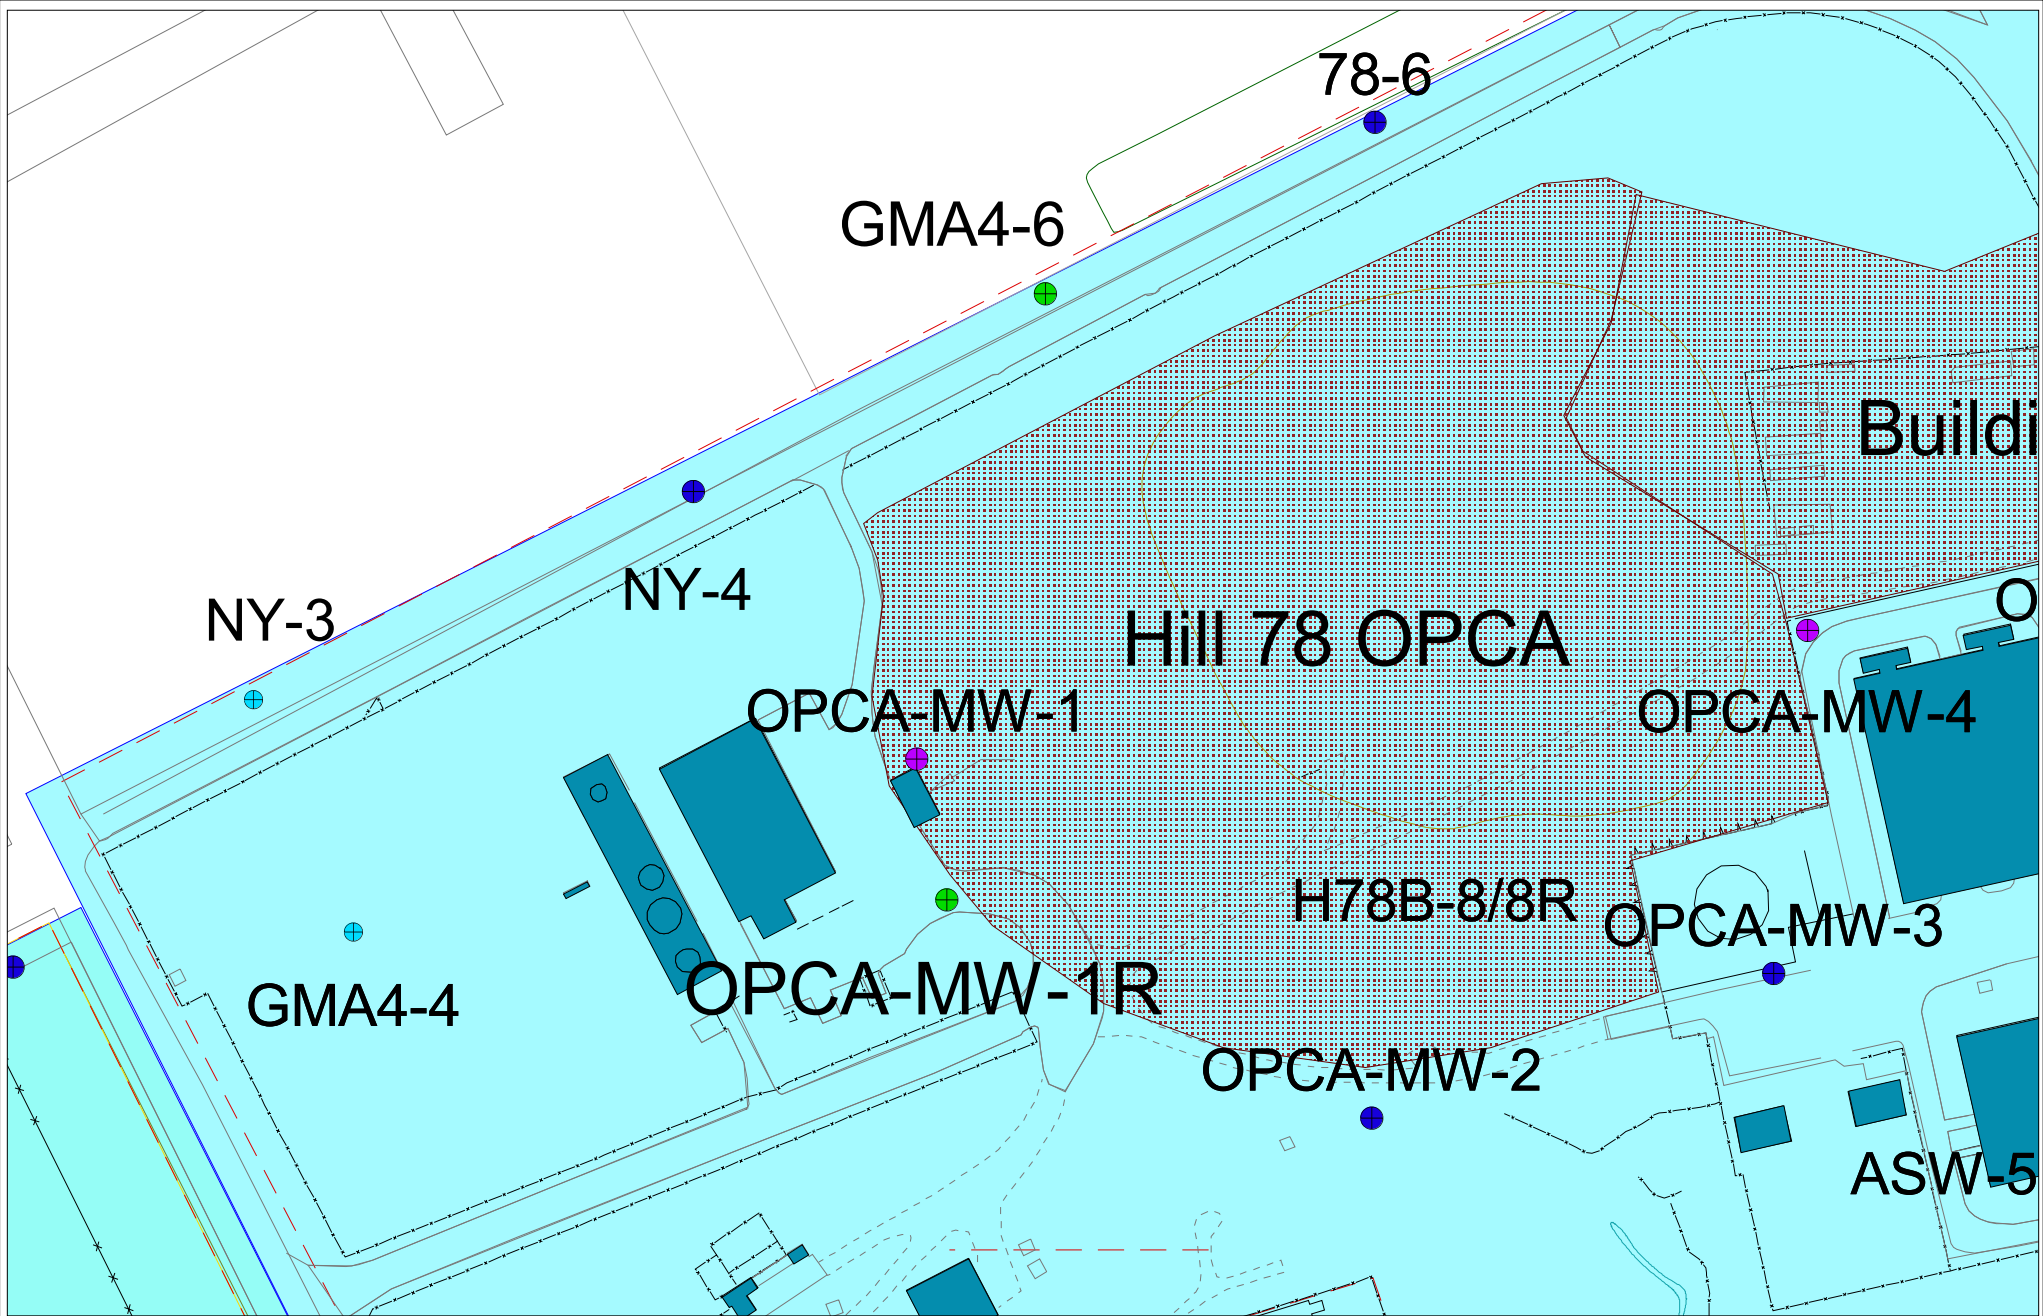 78-6
GMA4-6
Buildi
NY-4
NY-3
O
Hill 78 OPCA
OPCA-MW-1
OPCA-MW-4
H78B-8/8R
OPCA-MW-3
OPCA-MW-1R
GMA4-4
OPCA-MW-2
ASW-5